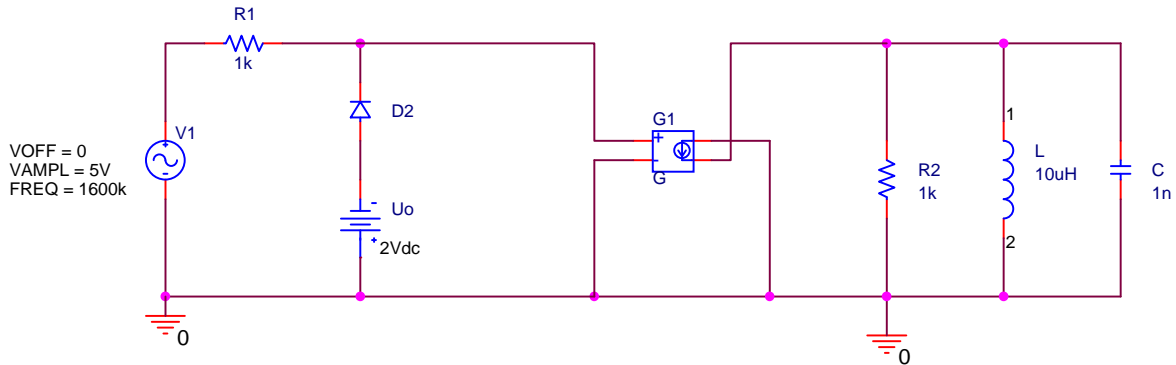 R1
1k
VOFF = 0
VAMPL = 5V
FREQ = 1600k
V1
+
-
0
D2
Uo
-
+
2Vdc
G1
+
-
G
R2
1k
1
L
10uH
2
C
1n
0